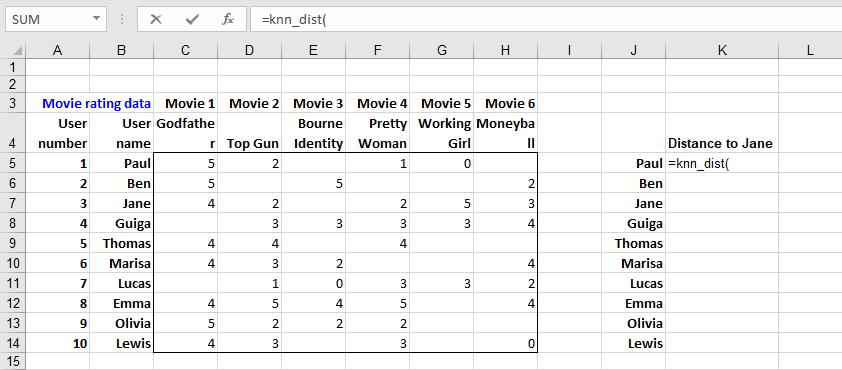 SUM fx =knn_dist(
A B C D E F G H I J K L
1
2
3 Movie rating data Movie 1 Movie 2 Movie 3 Movie 4 Movie 5 Movie 6
User User Godfathe Bourne Pretty Working Moneyba
4 number name r Top Gun Identity Woman Girl ll Distance to Jane
5 1 Paul 5 2 1 0 Paul =knn_dist(
6 2 Ben 5 5 2 Ben
7 3 Jane 4 2 2 5 3 Jane
8 4 Guiga 3 3 3 3 4 Guiga
9 5 Thomas 4 4 4 Thomas
10 6 Marisa 4 3 2 4 Marisa
11 7 Lucas 1 0 3 3 2 Lucas
12 8 Emma 4 5 4 5 4 Emma
13 9 Olivia 5 2 2 2 Olivia
14 10 Lewis 4 3 3 0 Lewis
15